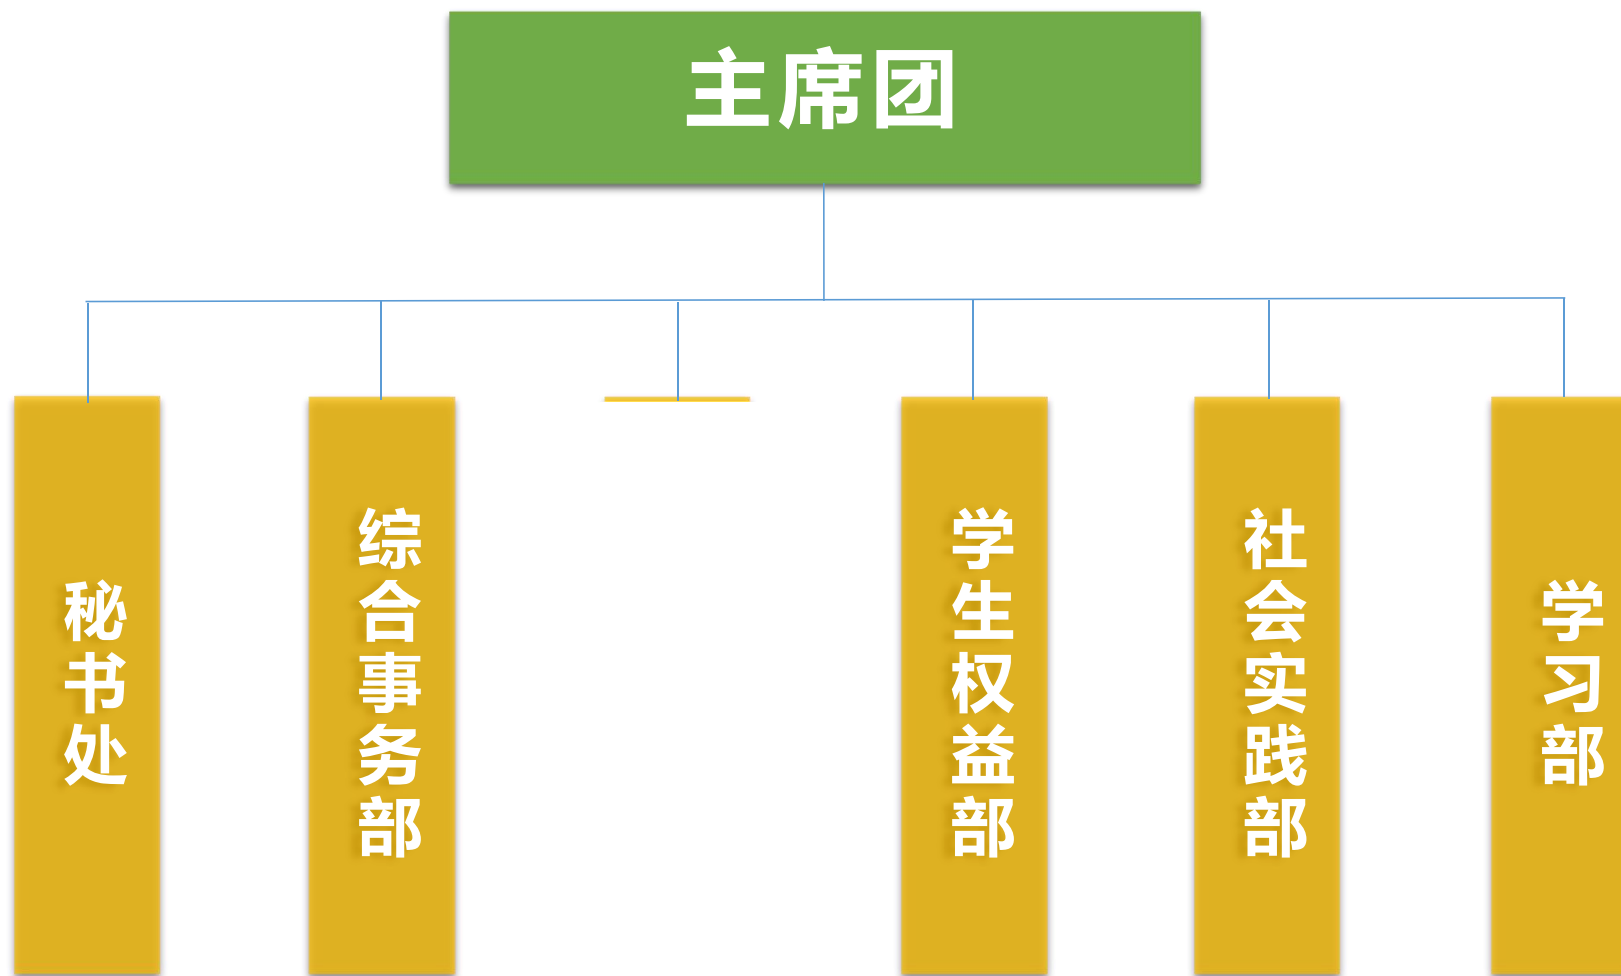 主席团
秘书处
综合事务部
学生权益部
社会实践部
学习部